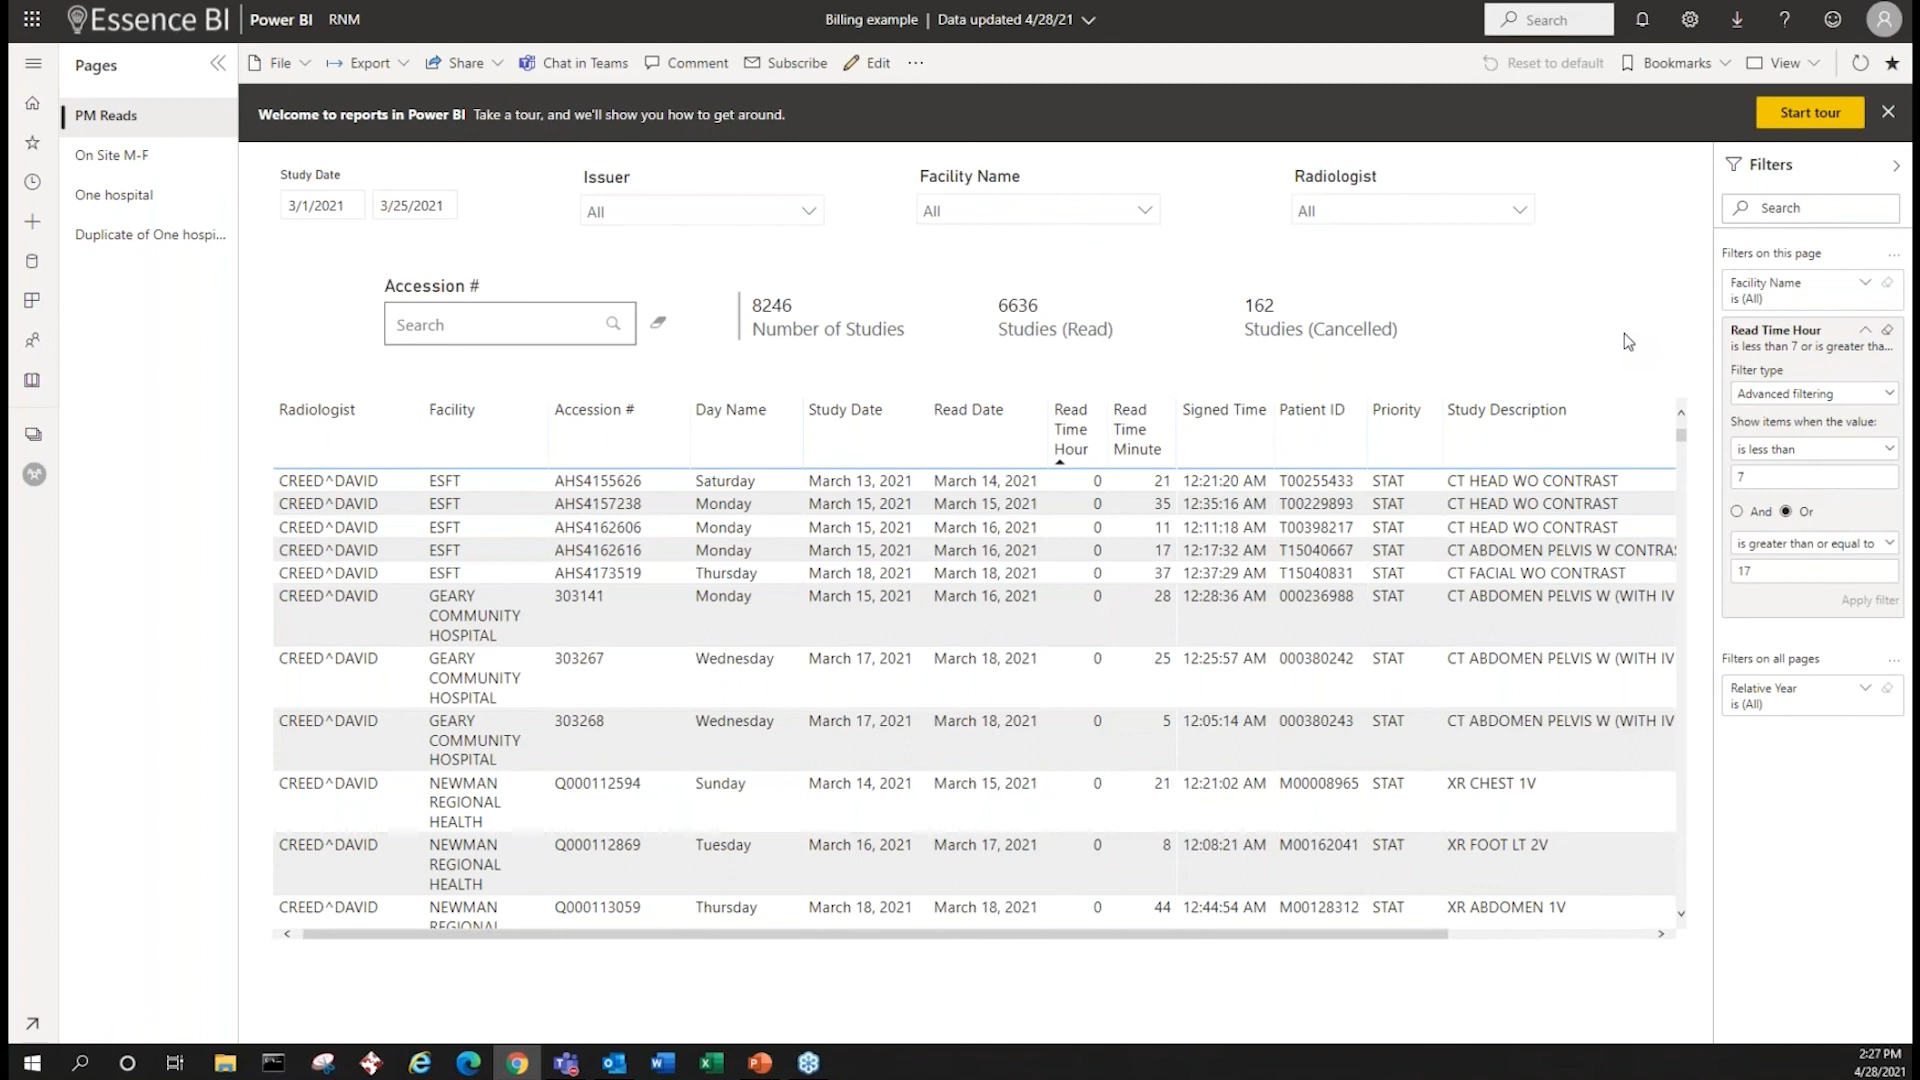 Essence BI
Power BI
RNM
Billing example | Data updated 4/28/21
Search
Pages
File
Export
Share
Chat in Teams
Comment
Subscribe
Edit
...
Reset to default
Bookmarks
View
PM Reads
On Site M-F
One hospital
Duplicate of One hospi...
Welcome to reports in Power BI Take a tour, and we'll show you how to get around.
Start tour
Study Date
3/1/2021
3/25/2021
Issuer
All
Facility Name
All
Radiologist
All
Accession #
Search
8246
Number of Studies
6636
Studies (Read)
162
Studies (Cancelled)
Radiologist Facility Accession # Day Name Study Date Read Date Read Time Hour Read Time Minute Signed Time Patient ID Priority Study Description
CREED^DAVID ESFT AHS4155626 Saturday March 13, 2021 March 14, 2021 0 21 12:21:20 AM T00255433 STAT CT HEAD WO CONTRAST
CREED^DAVID ESFT AHS4157238 Monday March 15, 2021 March 15, 2021 0 35 12:35:16 AM T00229893 STAT CT HEAD WO CONTRAST
CREED^DAVID ESFT AHS4162606 Monday March 15, 2021 March 16, 2021 0 11 12:11:18 AM T00398217 STAT CT HEAD WO CONTRAST
CREED^DAVID ESFT AHS4162616 Monday March 15, 2021 March 16, 2021 0 17 12:17:32 AM T15040667 STAT CT ABDOMEN PELVIS W CONTRA
CREED^DAVID ESFT AHS4173519 Thursday March 18, 2021 March 18, 2021 0 37 12:37:29 AM T15040831 STAT CT FACIAL WO CONTRAST
CREED^DAVID GEARY 303141 Monday March 15, 2021 March 16, 2021 0 28 12:28:36 AM 000236988 STAT CT ABDOMEN PELVIS W (WITH IV
COMMUNITY
HOSPITAL
CREED^DAVID GEARY 303267 Wednesday March 17, 2021 March 18, 2021 0 25 12:25:57 AM 000380242 STAT CT ABDOMEN PELVIS W (WITH IV
COMMUNITY
HOSPITAL
CREED^DAVID GEARY 303268 Wednesday March 17, 2021 March 18, 2021 0 5 12:05:14 AM 000380243 STAT CT ABDOMEN PELVIS W (WITH IV
COMMUNITY
HOSPITAL
CREED^DAVID NEWMAN Q000112594 Sunday March 14, 2021 March 15, 2021 0 21 12:21:02 AM M00008965 STAT XR CHEST 1V
REGIONAL
HEALTH
CREED^DAVID NEWMAN Q000112869 Tuesday March 16, 2021 March 17, 2021 0 8 12:08:21 AM M00162041 STAT XR FOOT LT 2V
REGIONAL
HEALTH
CREED^DAVID NEWMAN Q000113059 Thursday March 18, 2021 March 18, 2021 0 44 12:44:54 AM M00128312 STAT XR ABDOMEN 1V
REGIONAL
Filters
Search
Filters on this page
...
Facility Name
is (All)
Read Time Hour
is less than 7 or is greater tha...
Filter type
Advanced filtering
Show items when the value:
is less than
7
And Or
is greater than or equal to
17
Apply filter
Filters on all pages
...
Relative Year
is (All)
2:27 PM
4/28/2021